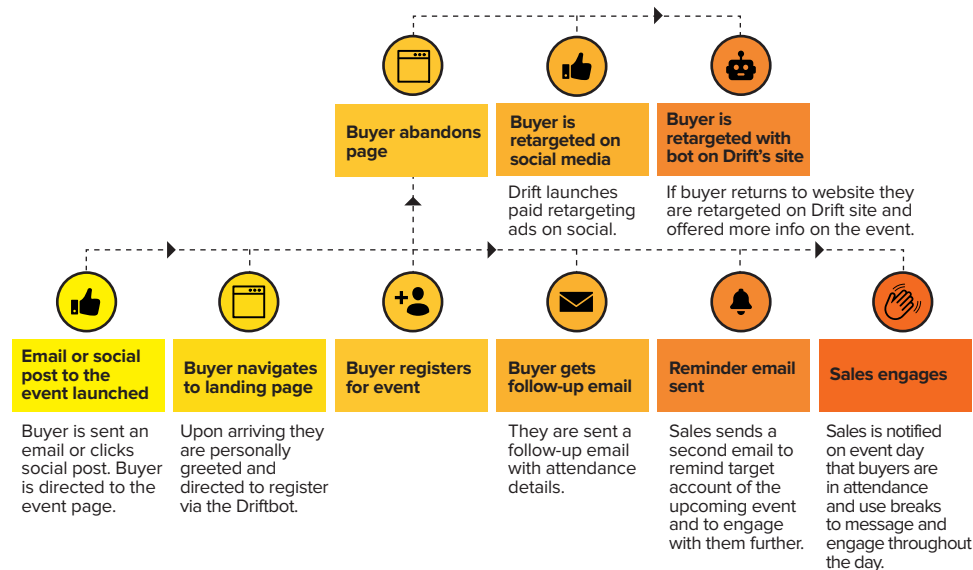 Buyer abandons
page
Buyer is
retargeted on
social media
Buyer is
retargeted with
bot on Drift's site
Drift launches
paid retargeting
ads on social.
If buyer returns to website they
are retargeted on Drift site and
offered more info on the event.
Email or social
post to the
event launched
Buyer navigates
to landing page
Buyer registers
for event
Buyer gets
follow-up email
Reminder email
sent
Sales engages
Buyer is sent an
email or clicks
social post. Buyer
is directed to the
event page.
Upon arriving they
are personally
greeted and
directed to register
via the Driftbot.
They are sent a
follow-up email
with attendance
details.
Sales sends a
second email to
remind target
account of the
upcoming event
and to engage
with them further.
Sales is notified
on event day
that buyers are
in attendance
and use breaks
to message and
engage throughout
the day.